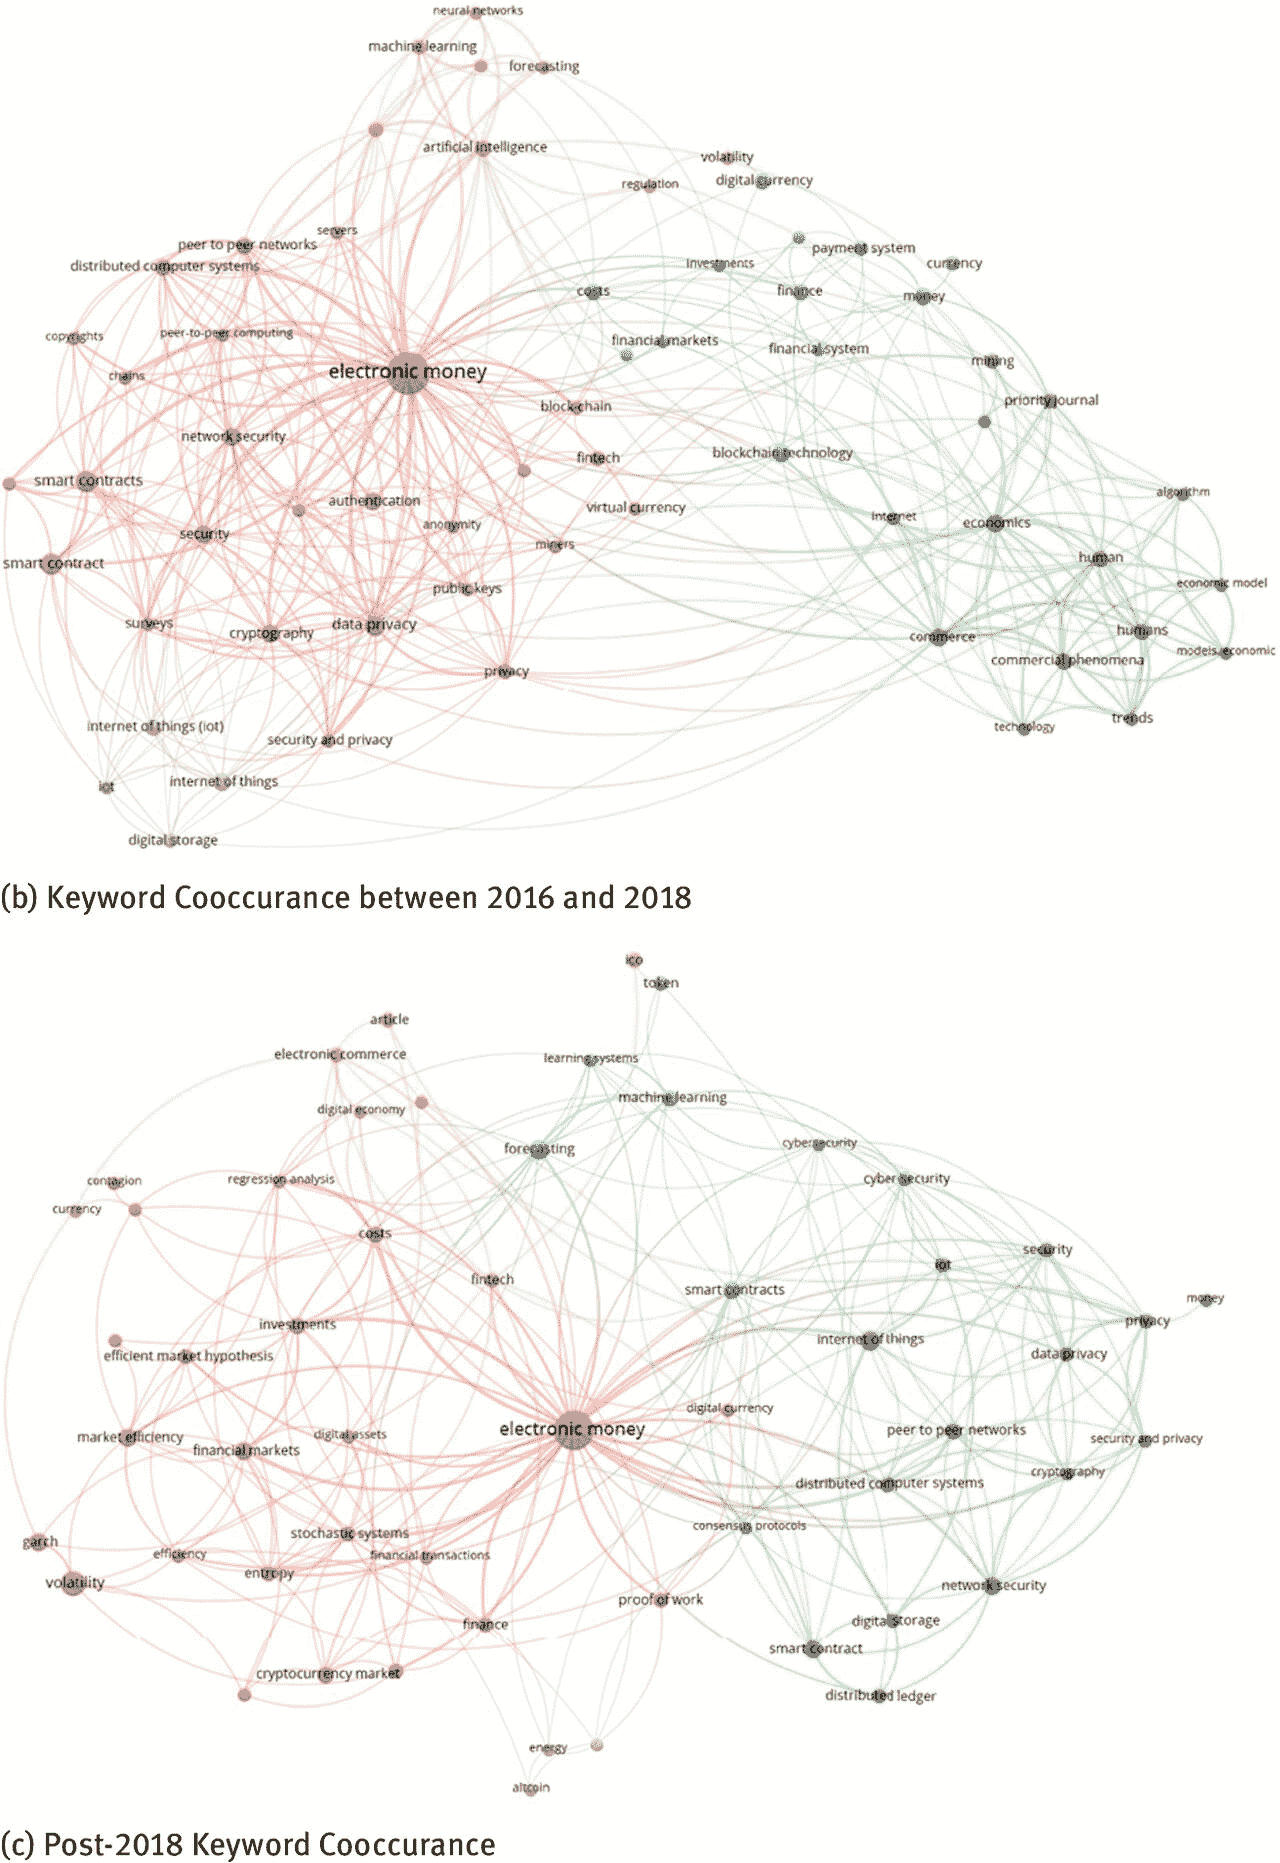 neural networks
machine learning
forecasting
artificial intelligence
volatility
regulation
digital currency
servers
peer to peer networks
payment system
distributed computer systems
investments
currency
costs
finance
money
copyrights
peer-to-peer computing
financial markets
financial system
mining
electronic money
chains
block-chain
priority journal
network security
fintech
blockchain technology
smart contracts
algorithm
authentication
virtual currency
anonymity
internet
economics
security
miners
smart contract
human
public keys
economic model
surveys
cryptography
data privacy
humans
commerce
models, economic
commercial phenomena
privacy
internet of things (iot)
technology
trends
security and privacy
iot
internet of things
digital storage
(b) Keyword Cooccurance between 2016 and 2018
ico
token
article
electronic commerce
learning systems
machine learning
digital economy
cybersecurity
forecasting
contagion
regression analysis
cyber security
currency
costs
security
iot
fintech
smart contracts
money
investments
privacy
internet of things
efficient market hypothesis
data privacy
digital currency
electronic money
peer to peer networks
market efficiency
digital assets
security and privacy
financial markets
cryptography
distributed computer systems
consensus protocols
stochastic systems
garch
efficiency
financial transactions
entropy
volatility
network security
proof of work
finance
digital storage
smart contract
cryptocurrency market
distributed ledger
energy
altcoin
(c) Post-2018 Keyword Cooccurance